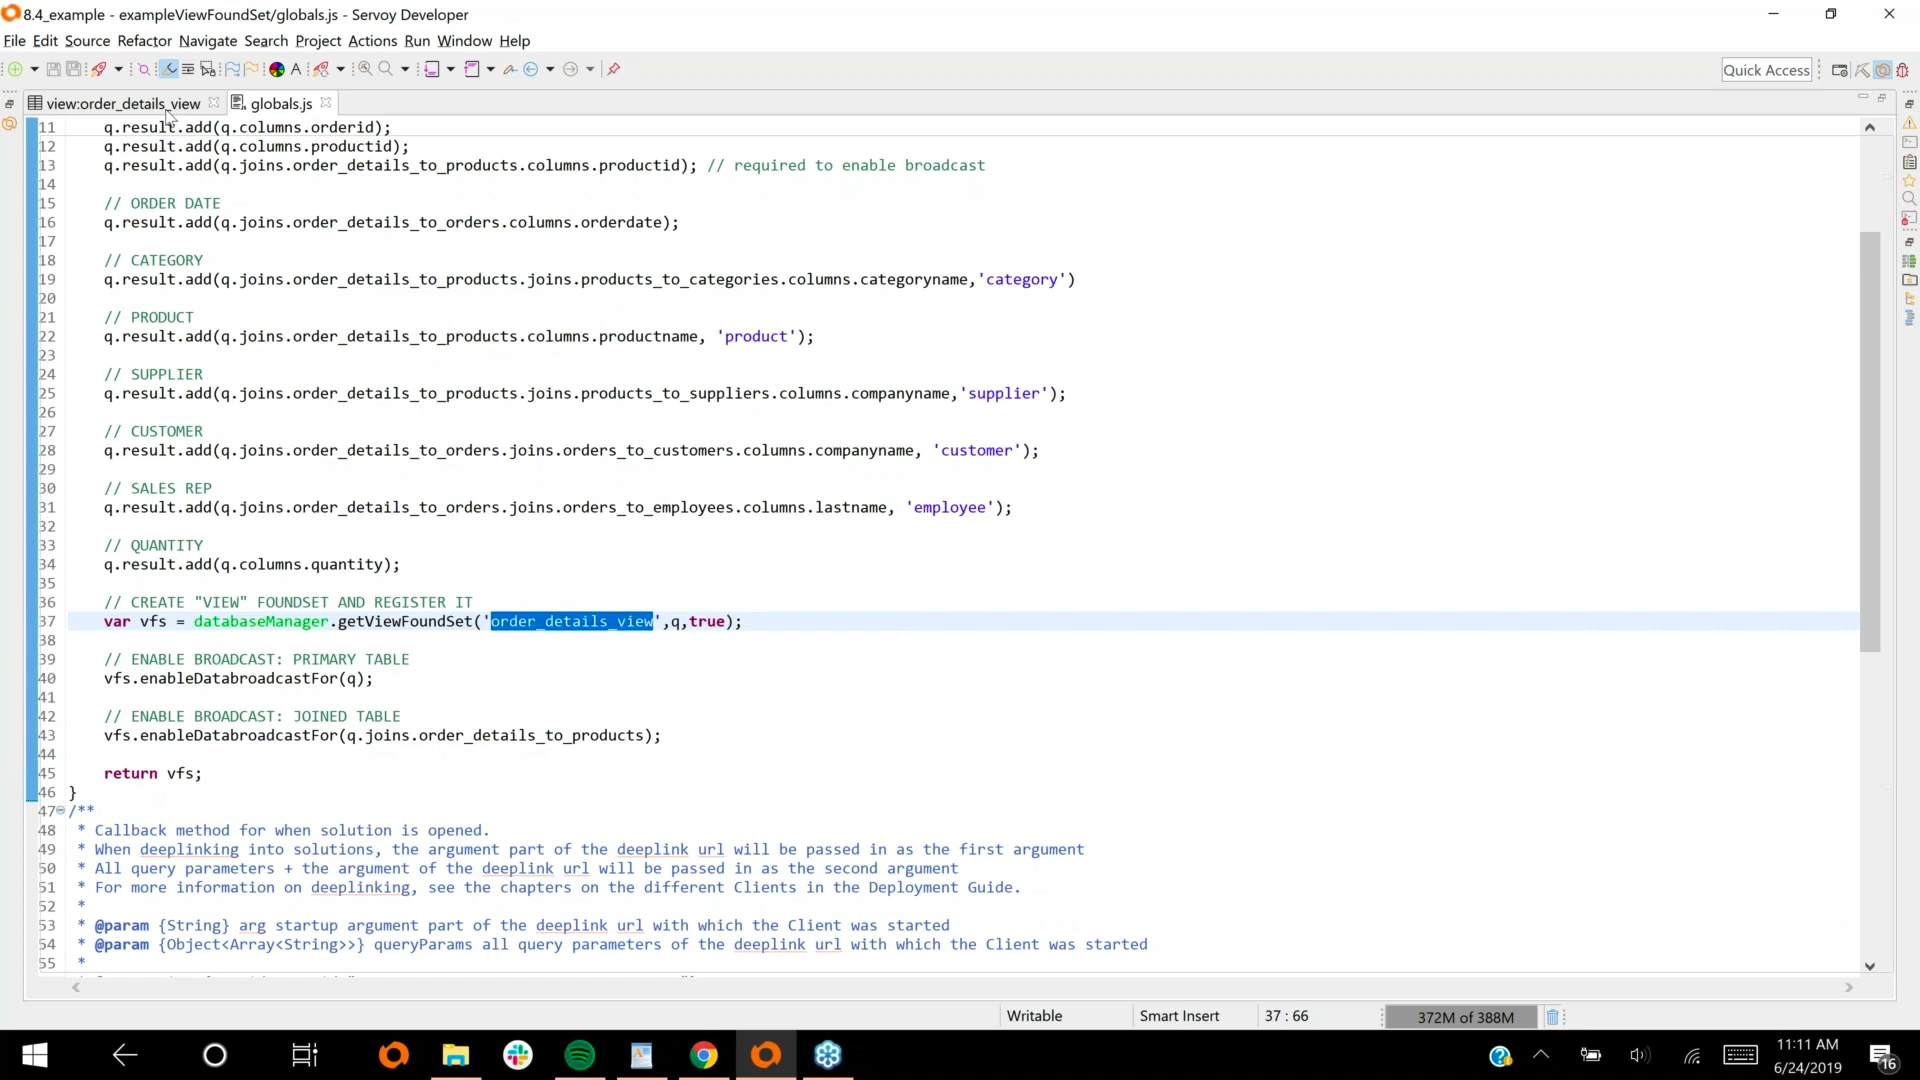 8.4_example - exampleViewFoundSet/globals.js - Servoy Developer
File Edit Source Refactor Navigate Search Project Actions Run Window Help
Quick Access
view:order_details_view globals.js
11 q.result.add(q.columns.orderid);
12 q.result.add(q.columns.productid);
13 q.result.add(q.joins.order_details_to_products.columns.productid); // required to enable broadcast
14
15 // ORDER DATE
16 q.result.add(q.joins.order_details_to_orders.columns.orderdate);
17
18 // CATEGORY
19 q.result.add(q.joins.order_details_to_products.joins.products_to_categories.columns.categoryname,'category')
20
21 // PRODUCT
22 q.result.add(q.joins.order_details_to_products.columns.productname, 'product');
23
24 // SUPPLIER
25 q.result.add(q.joins.order_details_to_products.joins.products_to_suppliers.columns.companyname,'supplier');
26
27 // CUSTOMER
28 q.result.add(q.joins.order_details_to_orders.joins.orders_to_customers.columns.companyname, 'customer');
29
30 // SALES REP
31 q.result.add(q.joins.order_details_to_orders.joins.orders_to_employees.columns.lastname, 'employee');
32
33 // QUANTITY
34 q.result.add(q.columns.quantity);
35
36 // CREATE "VIEW" FOUNDSET AND REGISTER IT
37 var vfs = databaseManager.getViewFoundSet('order_details_view',q,true);
38
39 // ENABLE BROADCAST: PRIMARY TABLE
40 vfs.enableDatabroadcastFor(q);
41
42 // ENABLE BROADCAST: JOINED TABLE
43 vfs.enableDatabroadcastFor(q.joins.order_details_to_products);
44
45 return vfs;
46 }
47 /**
48 * Callback method for when solution is opened.
49 * When deeplinking into solutions, the argument part of the deeplink url will be passed in as the first argument
50 * All query parameters + the argument of the deeplink url will be passed in as the second argument
51 * For more information on deeplinking, see the chapters on the different Clients in the Deployment Guide.
52 *
53 * @param {String} arg startup argument part of the deeplink url with which the Client was started
54 * @param {Object<Array<String>>} queryParams all query parameters of the deeplink url with which the Client was started
55 *
Writable Smart Insert 37 : 66 372M of 388M
11:11 AM
6/24/2019
16